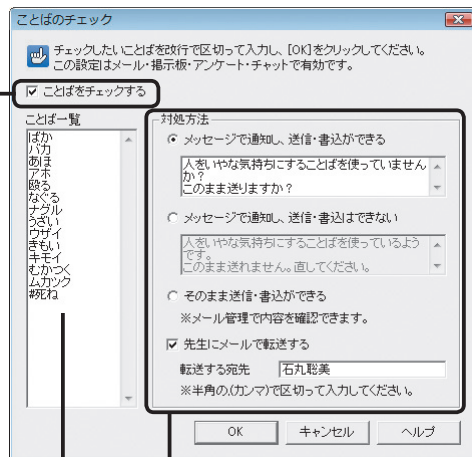 ことばのチェック
チェックしたいことばを改行で区切って入力し、[OK]をクリックしてください。
この設定はメール・掲示板・アンケート・チャットで有効です。
ことばをチェックする
ことば一覧
ばか
バカ
あほ
アホ
殴る
なぐる
ナグル
うざい
ウザイ
きもい
キモイ
むかつく
ムカツク
#死ね
対処方法
メッセージで通知し、送信・書込ができる
人をいやな気持ちにすることばを使っていません
か？
このまま送りますか？
メッセージで通知し、送信・書込はできない
人をいやな気持ちにすることばを使っているよう
です。
このまま送れません。直してください。
そのまま送信・書込ができる
※メール管理で内容を確認できます。
先生にメールで転送する
転送する宛先 石丸聡美
※半角の,(カンマ)で区切って入力してください。
OK キャンセル ヘルプ